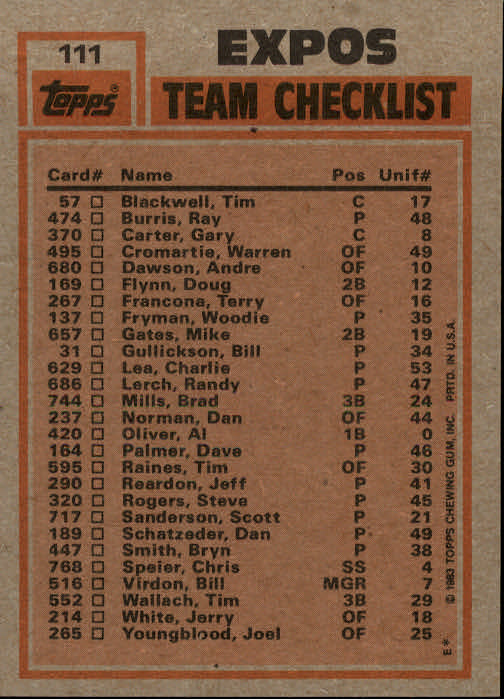 111
EXPOS
topps®
TEAM CHECKLIST
Card# Name Pos Unif#
57 Blackwell, Tim C 17
474 Burris, Ray P 48
370 Carter, Gary C 8
495 Cromartie, Warren OF 49
680 Dawson, Andre OF 10
169 Flynn, Doug 2B 12
267 Francona, Terry OF 16
137 Fryman, Woodie P 35
657 Gates, Mike 2B 19
31 Gullickson, Bill P 34
629 Lea, Charlie P 53
686 Lerch, Randy P 47
744 Mills, Brad 3B 24
237 Norman, Dan OF 44
420 Oliver, Al 1B 0
164 Palmer, Dave P 46
595 Raines, Tim OF 30
290 Reardon, Jeff P 41
320 Rogers, Steve P 45
717 Sanderson, Scott P 21
189 Schatzeder, Dan P 49
447 Smith, Bryn P 38
768 Speier, Chris SS 4
516 Virdon, Bill MGR 7
552 Wallach, Tim 3B 29
214 White, Jerry OF 18
265 Youngblood, Joel OF 25
E* © 1983 TOPPS CHEWING GUM, INC. PRTD. IN U.S.A.